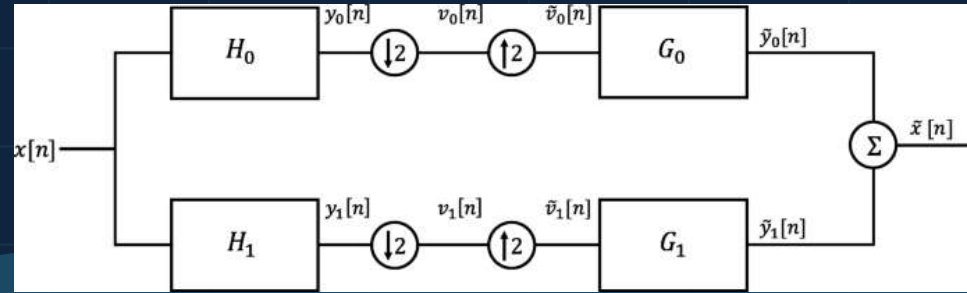 y₀[n] v₀[n] ṽ₀[n]
H₀ ↓2 ↑2 G₀ ỹ₀[n]
x[n] Σ x̃[n]
y₁[n] v₁[n] ṽ₁[n]
H₁ ↓2 ↑2 G₁ ỹ₁[n]